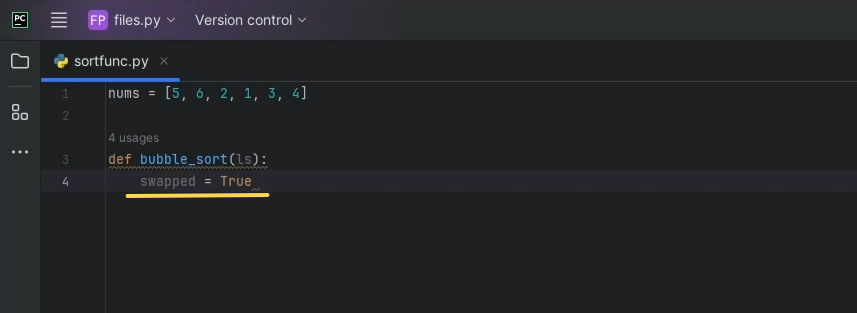 PC FP files.py Version control
sortfunc.py
1 nums = [5, 6, 2, 1, 3, 4]
2
4 usages
3 def bubble_sort(ls):
4 swapped = True